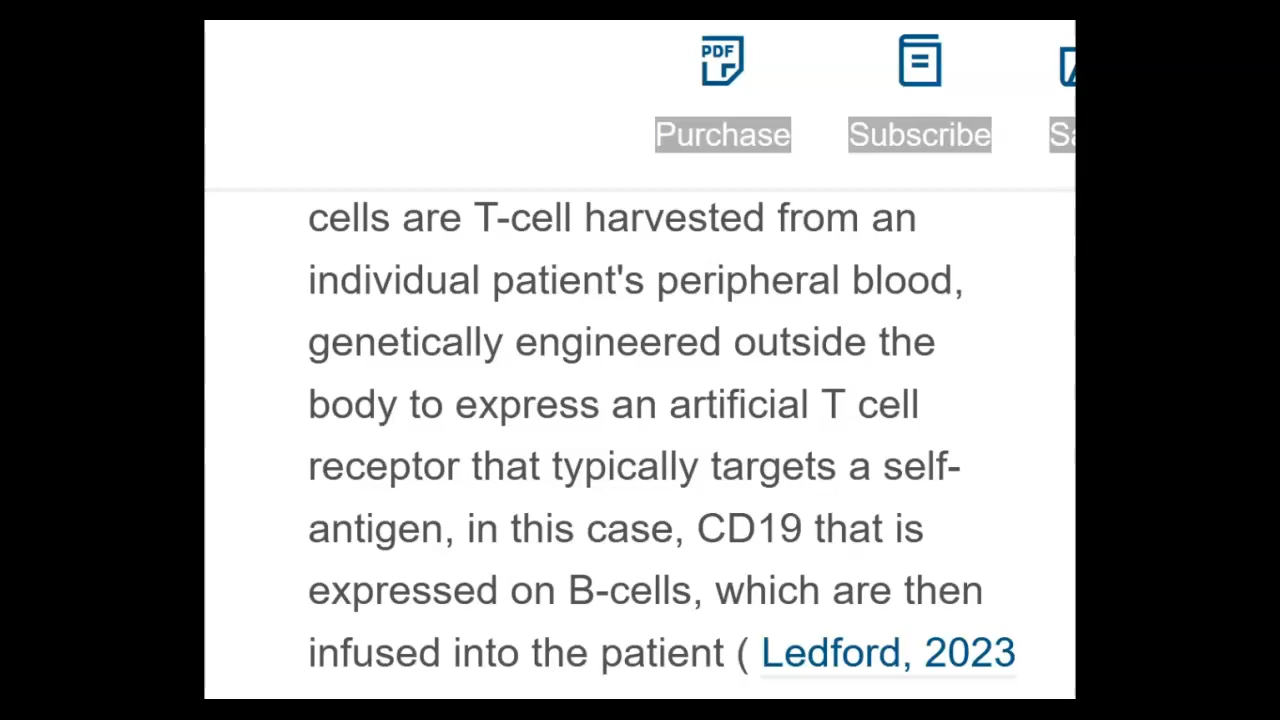 PDF
Purchase Subscribe Sa
cells are T-cell harvested from an
individual patient's peripheral blood,
genetically engineered outside the
body to express an artificial T cell
receptor that typically targets a self-
antigen, in this case, CD19 that is
expressed on B-cells, which are then
infused into the patient ( Ledford, 2023